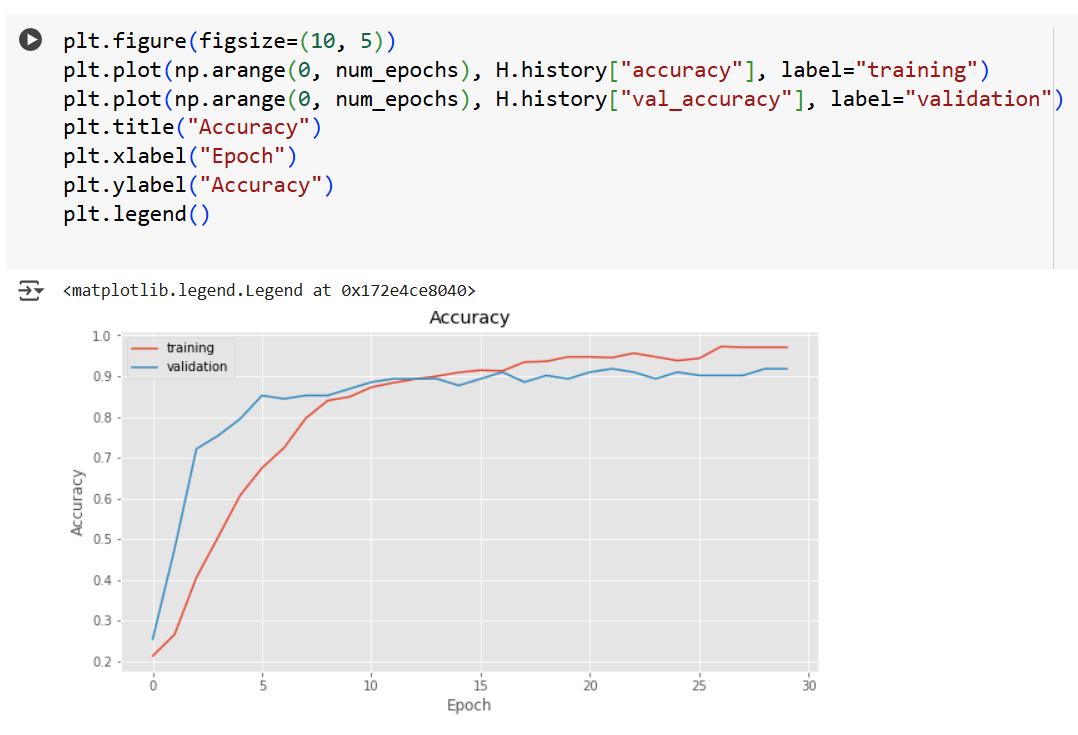 plt.figure(figsize=(10, 5))
plt.plot(np.arange(0, num_epochs), H.history["accuracy"], label="training")
plt.plot(np.arange(0, num_epochs), H.history["val_accuracy"], label="validation")
plt.title("Accuracy")
plt.xlabel("Epoch")
plt.ylabel("Accuracy")
plt.legend()
<matplotlib.legend.Legend at 0x172e4ce8040>
Accuracy
training
validation
1.0
0.9
0.8
0.7
0.6
0.5
0.4
0.3
0.2
Accuracy
0 5 10 15 20 25 30
Epoch